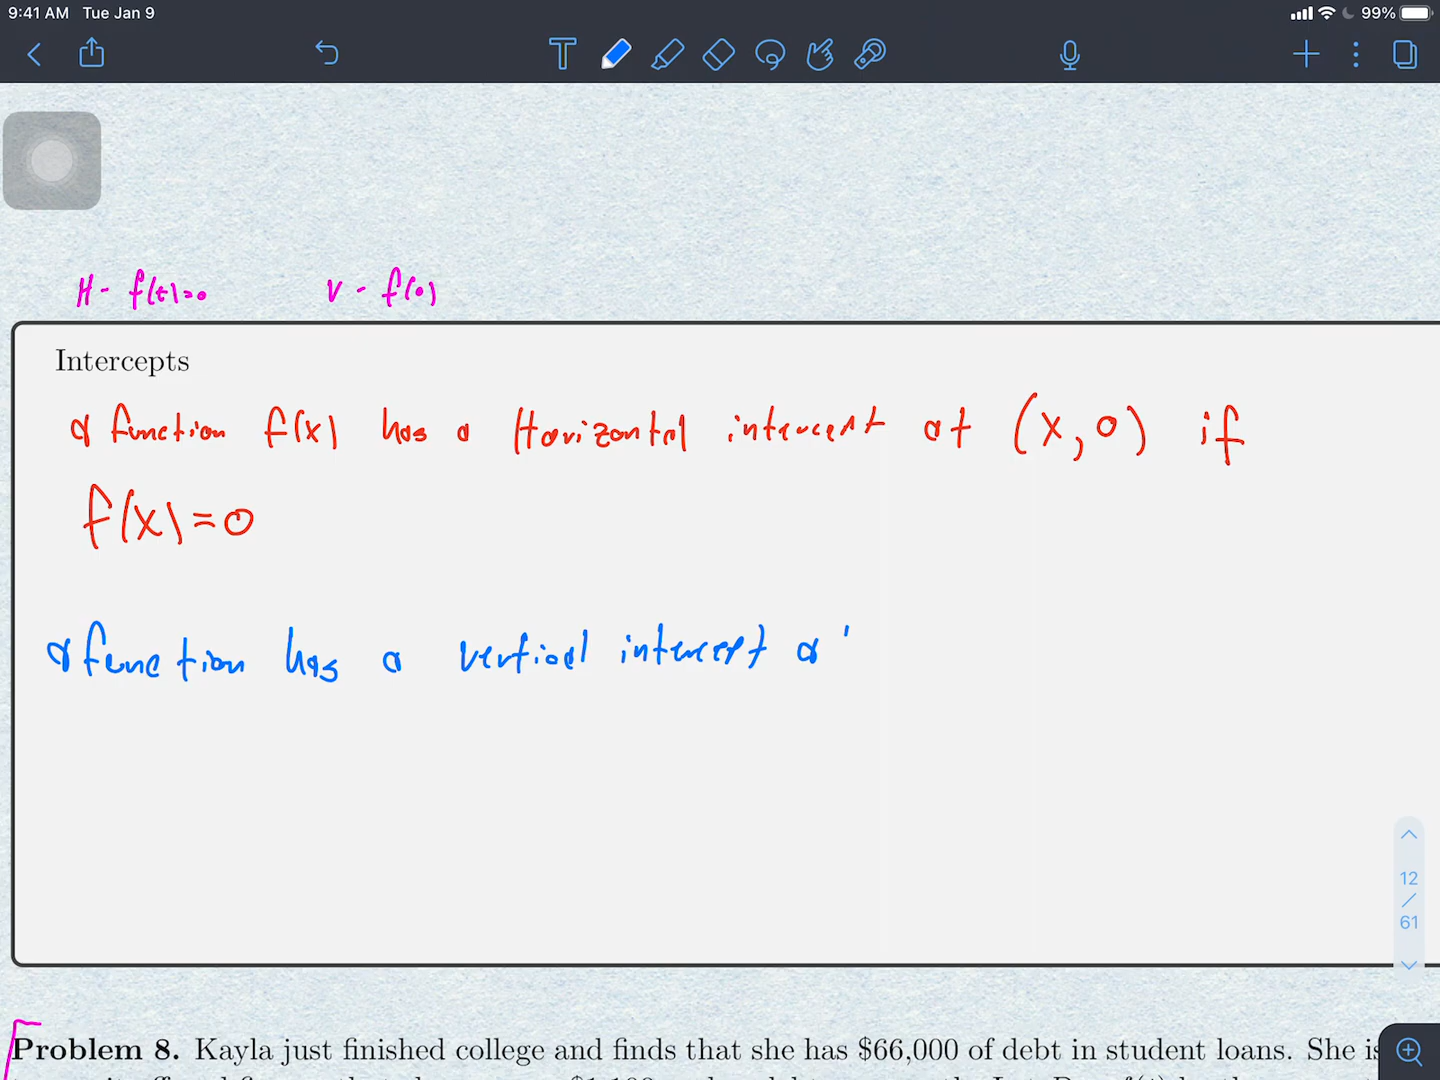 9:41 AM Tue Jan 9
99%
H - f(t)=0 V - f(0)
Intercepts
a function f(x) has a Horizontal intercept at (x,0) if
f(x)=0
a function has a vertical intercept a
12
/
61
Problem 8. Kayla just finished college and finds that she has $66,000 of debt in student loans. She is